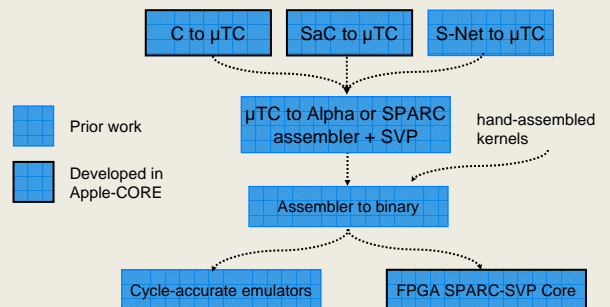 C to µTC
SaC to µTC
S-Net to µTC
µTC to Alpha or SPARC
assembler + SVP
hand-assembled
kernels
Prior work
Developed in
Apple-CORE
Assembler to binary
Cycle-accurate emulators
FPGA SPARC-SVP Core